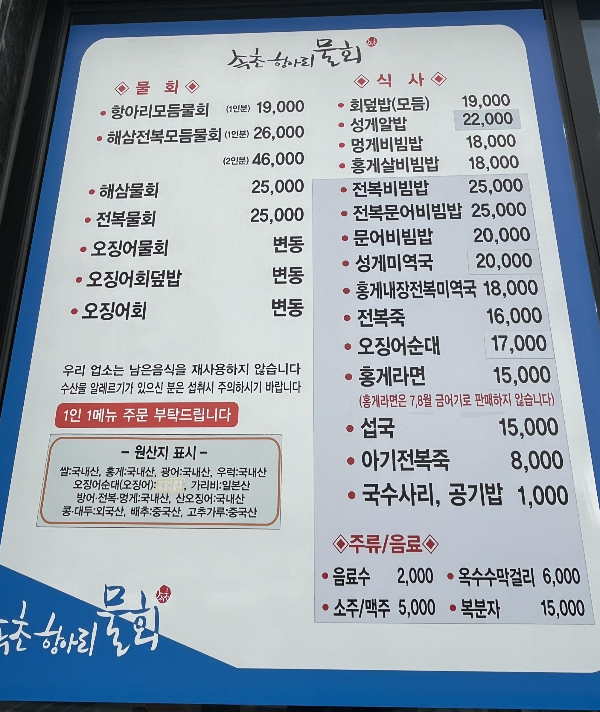 속초 항아리 물회
◈ 물 회 ◈
• 항아리모듬물회 (1인분) 19,000
• 해삼전복모듬물회 (1인분) 26,000
(2인분) 46,000
• 해삼물회 25,000
• 전복물회 25,000
• 오징어물회 변동
• 오징어회덮밥 변동
• 오징어회 변동
우리 업소는 남은음식을 재사용하지 않습니다
수산물 알레르기가 있으신 분은 섭취시 주의하시기 바랍니다
1인 1메뉴 주문 부탁드립니다
- 원산지 표시 -
쌀:국내산, 홍게:국내산, 광어:국내산, 우럭:국내산
오징어순대(오징어): 가리비:일본산
방어·전복·멍게:국내산, 산오징어:국내산
콩·대두:외국산, 배추:중국산, 고추가루:중국산
◈ 식 사 ◈
• 회덮밥(모듬) 19,000
• 성게알밥 22,000
• 멍게비빔밥 18,000
• 홍게살비빔밥 18,000
• 전복비빔밥 25,000
• 전복문어비빔밥 25,000
• 문어비빔밥 20,000
• 성게미역국 20,000
• 홍게내장전복미역국 18,000
• 전복죽 16,000
• 오징어순대 17,000
• 홍게라면 15,000
(홍게라면은 7,8월 금어기로 판매하지 않습니다)
• 섭국 15,000
• 아기전복죽 8,000
• 국수사리, 공기밥 1,000
◈주류/음료◈
• 음료수 2,000 • 옥수수막걸리 6,000
• 소주/맥주 5,000 • 복분자 15,000
속초 항아리 물회